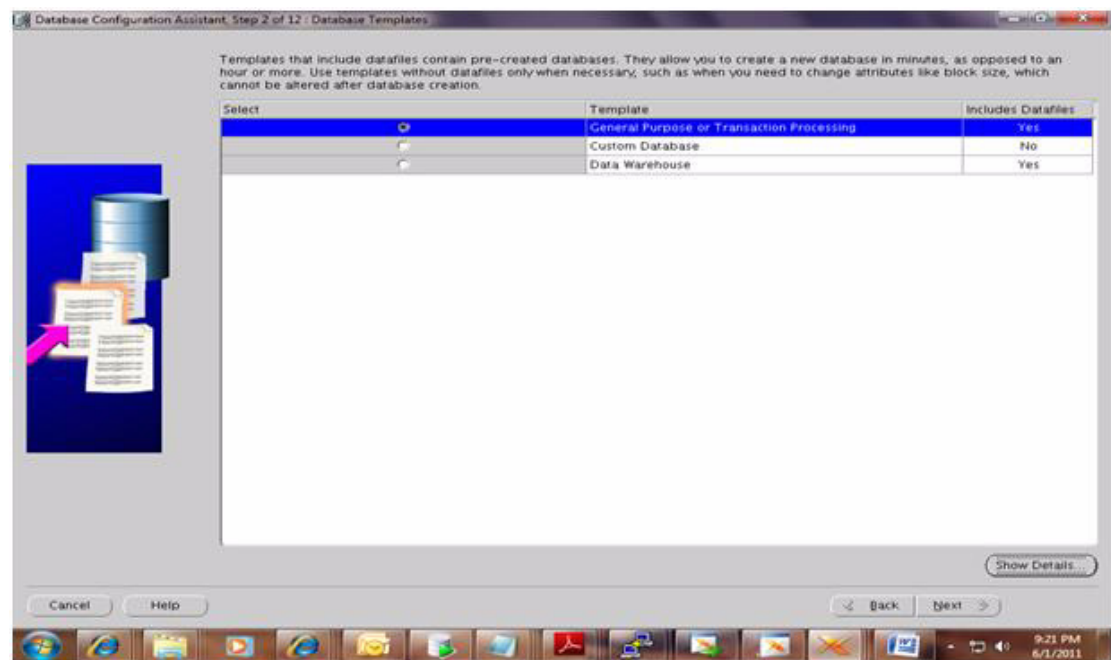 Database Configuration Assistant, Step 2 of 12 : Database Templates
Templates that include datafiles contain pre-created databases. They allow you to create a new database in minutes, as opposed to an
hour or more. Use templates without datafiles only when necessary, such as when you need to change attributes like block size, which
cannot be altered after database creation.
Select Template Includes Datafiles
General Purpose or Transaction Processing Yes
Custom Database No
Data Warehouse Yes
Show Details...
Cancel Help Back Next
9:21 PM
6/1/2011